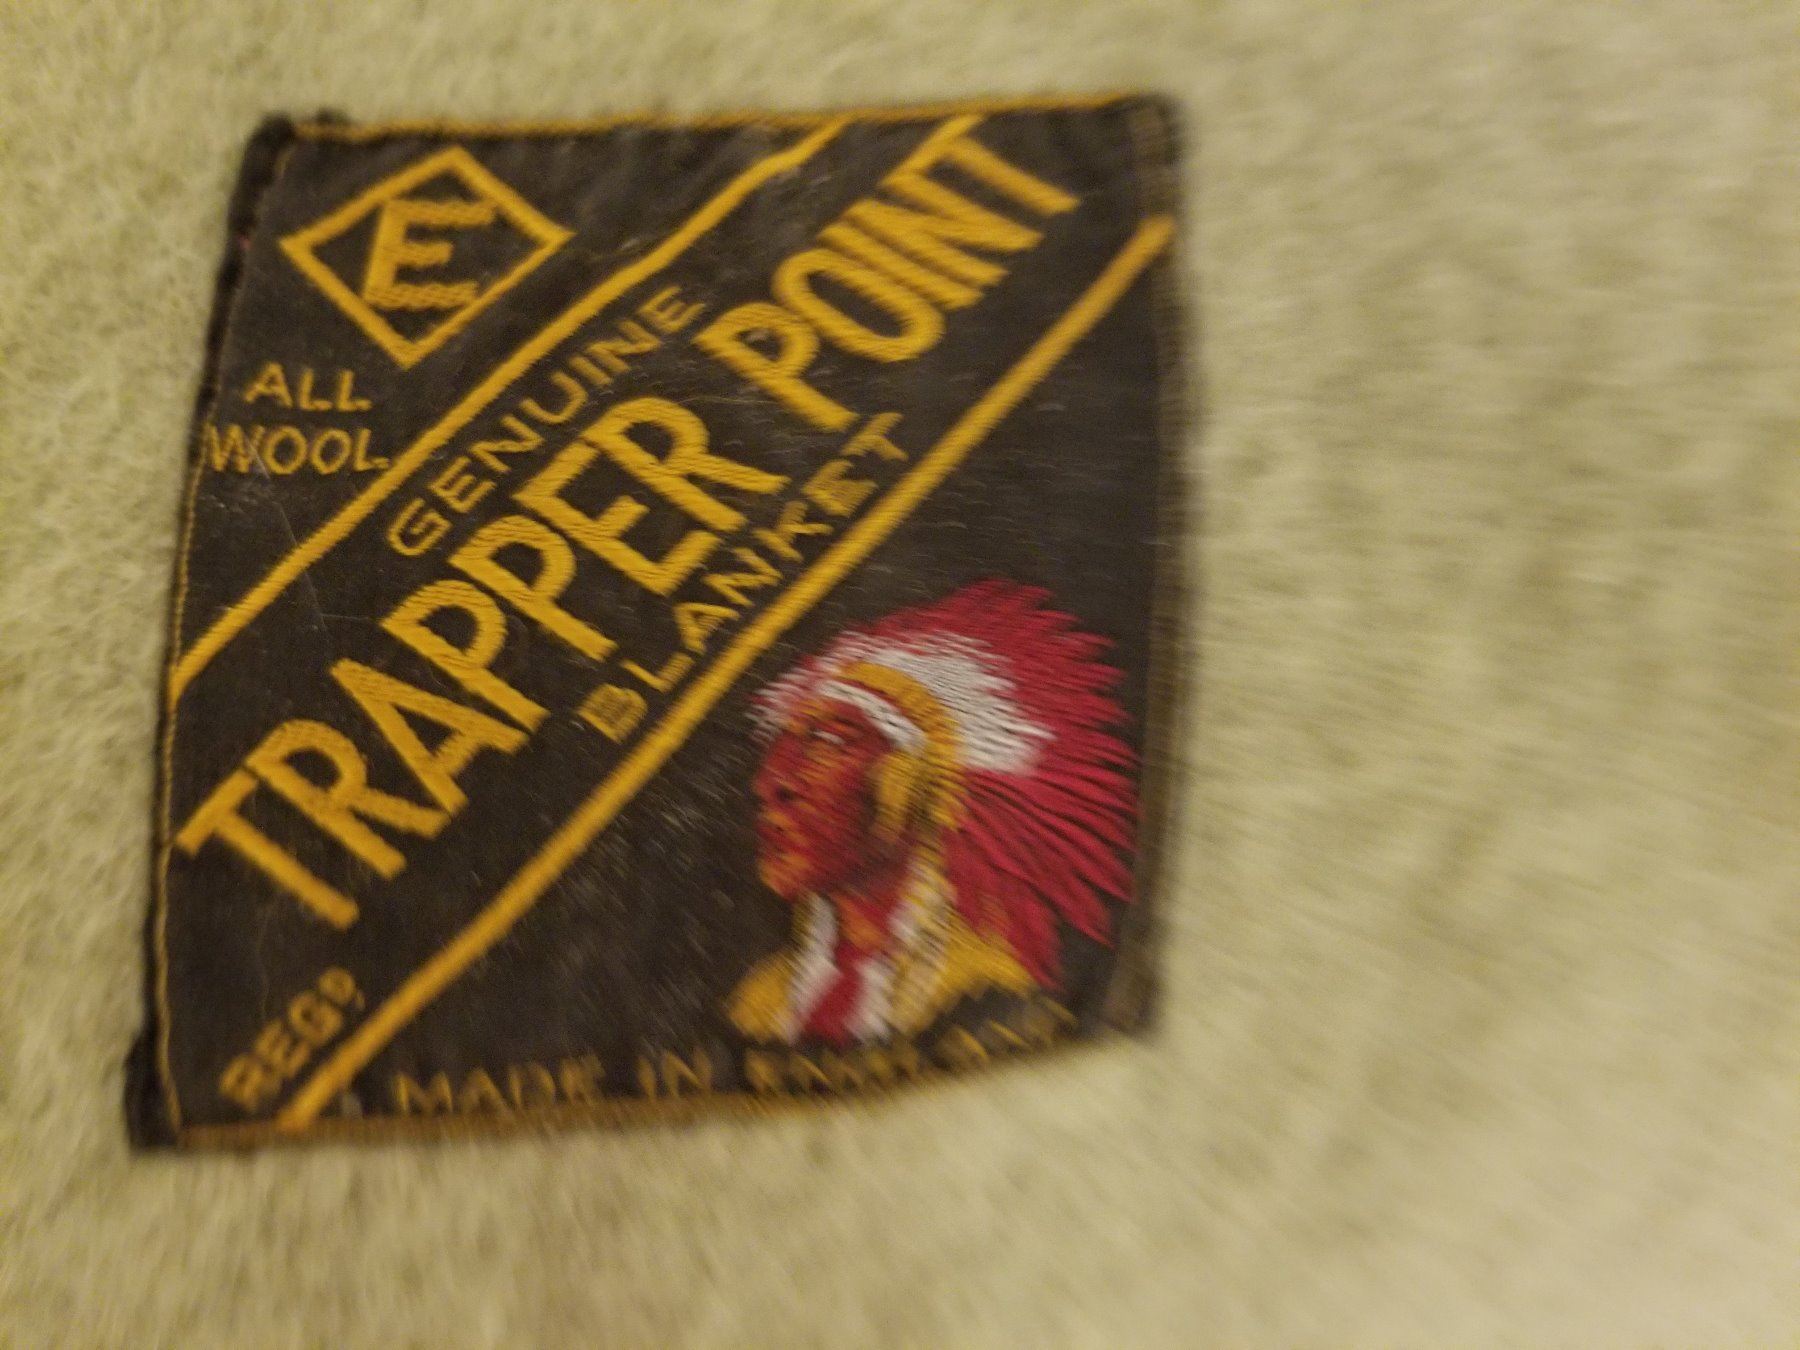 E
ALL
WOOL
GENUINE
TRAPPER POINT
BLANKET
REGD.
MADE IN